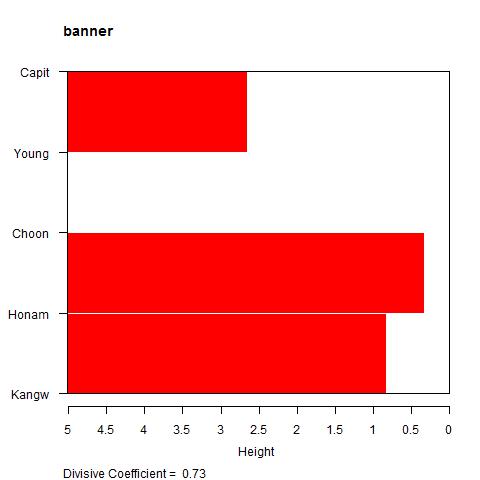 banner
Capit
Young
Choon
Honam
Kangw
5 4.5 4 3.5 3 2.5 2 1.5 1 0.5 0
Height
Divisive Coefficient = 0.73